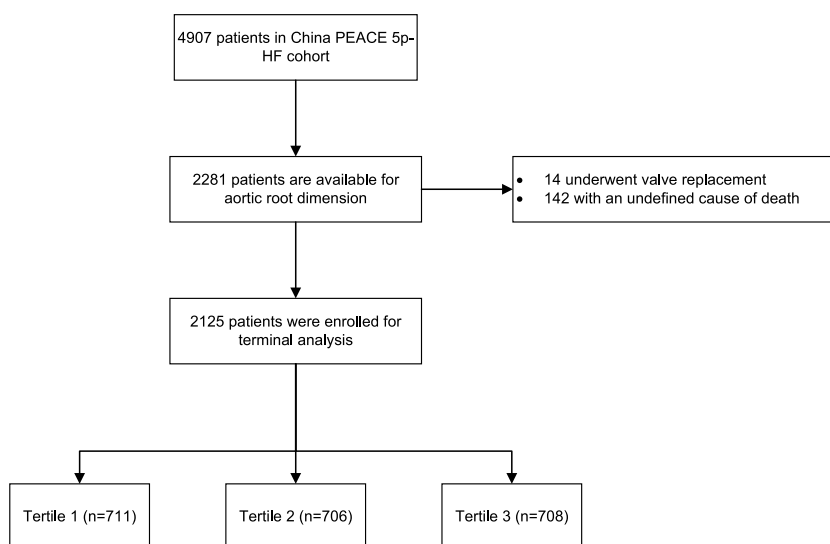 4907 patients in China PEACE 5p-
HF cohort
2281 patients are available for
aortic root dimension
• 14 underwent valve replacement
• 142 with an undefined cause of death
2125 patients were enrolled for
terminal analysis
Tertile 1 (n=711)
Tertile 2 (n=706)
Tertile 3 (n=708)